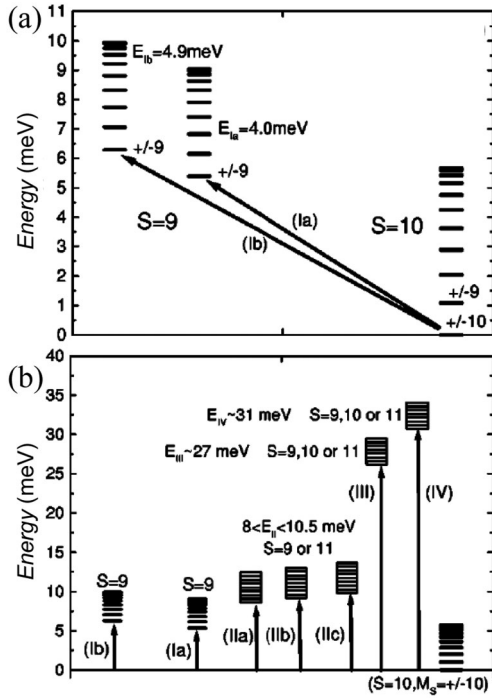 (a)
11
10
9
8
7
6
5
4
3
2
1
0
Energy (meV)
E_Ib=4.9meV
E_Ia=4.0meV
+/-9
+/-9
S=9
(Ia)
(Ib)
S=10
+/-9
+/-10
(b)
40
35
30
25
20
15
10
5
0
Energy (meV)
E_IV~31 meV S=9,10 or 11
E_III~27 meV S=9,10 or 11
(III)
(IV)
8<E_II<10.5 meV
S=9 or 11
S=9
S=9
(Ib)
(Ia)
(IIa)
(IIb)
(IIc)
(S=10,M_s=+/-10)